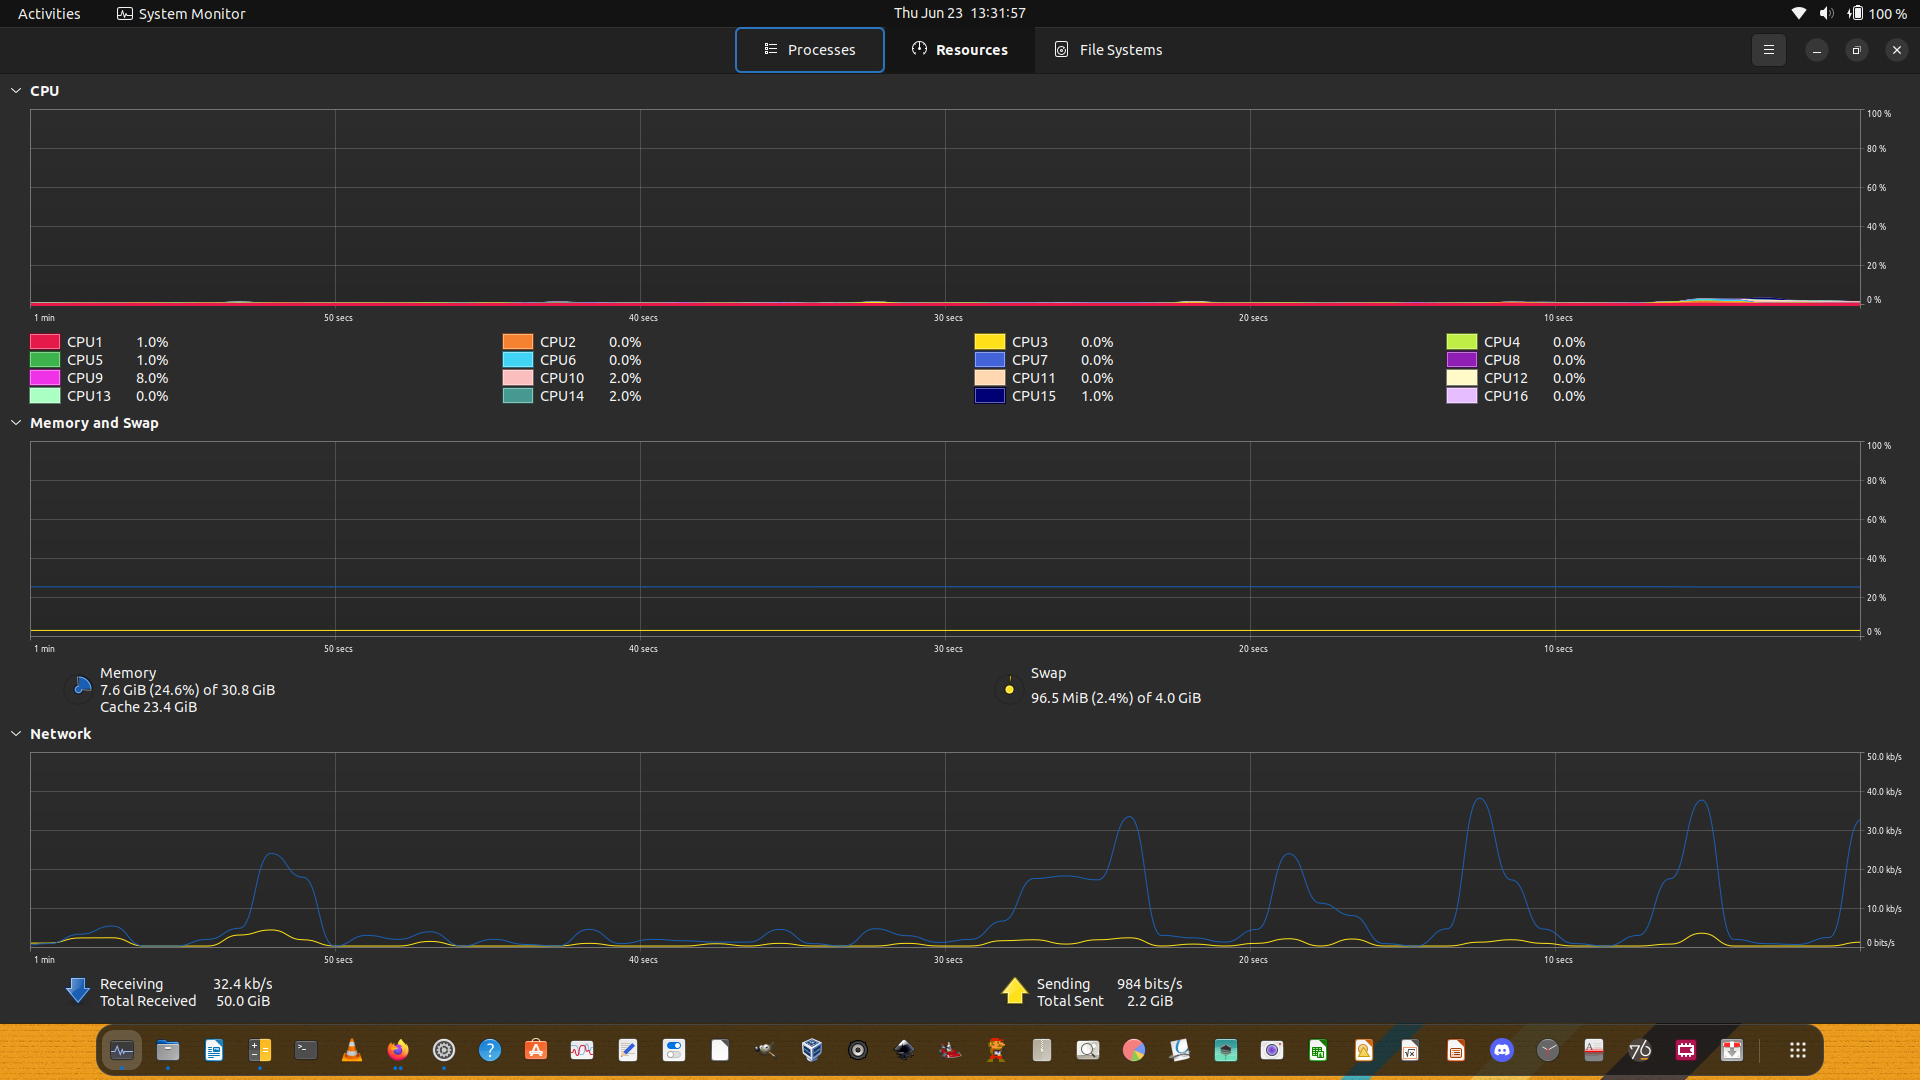 Activities System Monitor Thu Jun 23 13:31:57 100 %
Processes Resources File Systems
CPU
100 %
80 %
60 %
40 %
20 %
0 %
1 min 50 secs 40 secs 30 secs 20 secs 10 secs
CPU1 1.0% CPU2 0.0% CPU3 0.0% CPU4 0.0%
CPU5 1.0% CPU6 0.0% CPU7 0.0% CPU8 0.0%
CPU9 8.0% CPU10 2.0% CPU11 0.0% CPU12 0.0%
CPU13 0.0% CPU14 2.0% CPU15 1.0% CPU16 0.0%
Memory and Swap
100 %
80 %
60 %
40 %
20 %
0 %
1 min 50 secs 40 secs 30 secs 20 secs 10 secs
Memory
7.6 GiB (24.6%) of 30.8 GiB
Cache 23.4 GiB
Swap
96.5 MiB (2.4%) of 4.0 GiB
Network
50.0 kb/s
40.0 kb/s
30.0 kb/s
20.0 kb/s
10.0 kb/s
0 bits/s
1 min 50 secs 40 secs 30 secs 20 secs 10 secs
Receiving 32.4 kb/s
Total Received 50.0 GiB
Sending 984 bits/s
Total Sent 2.2 GiB
76